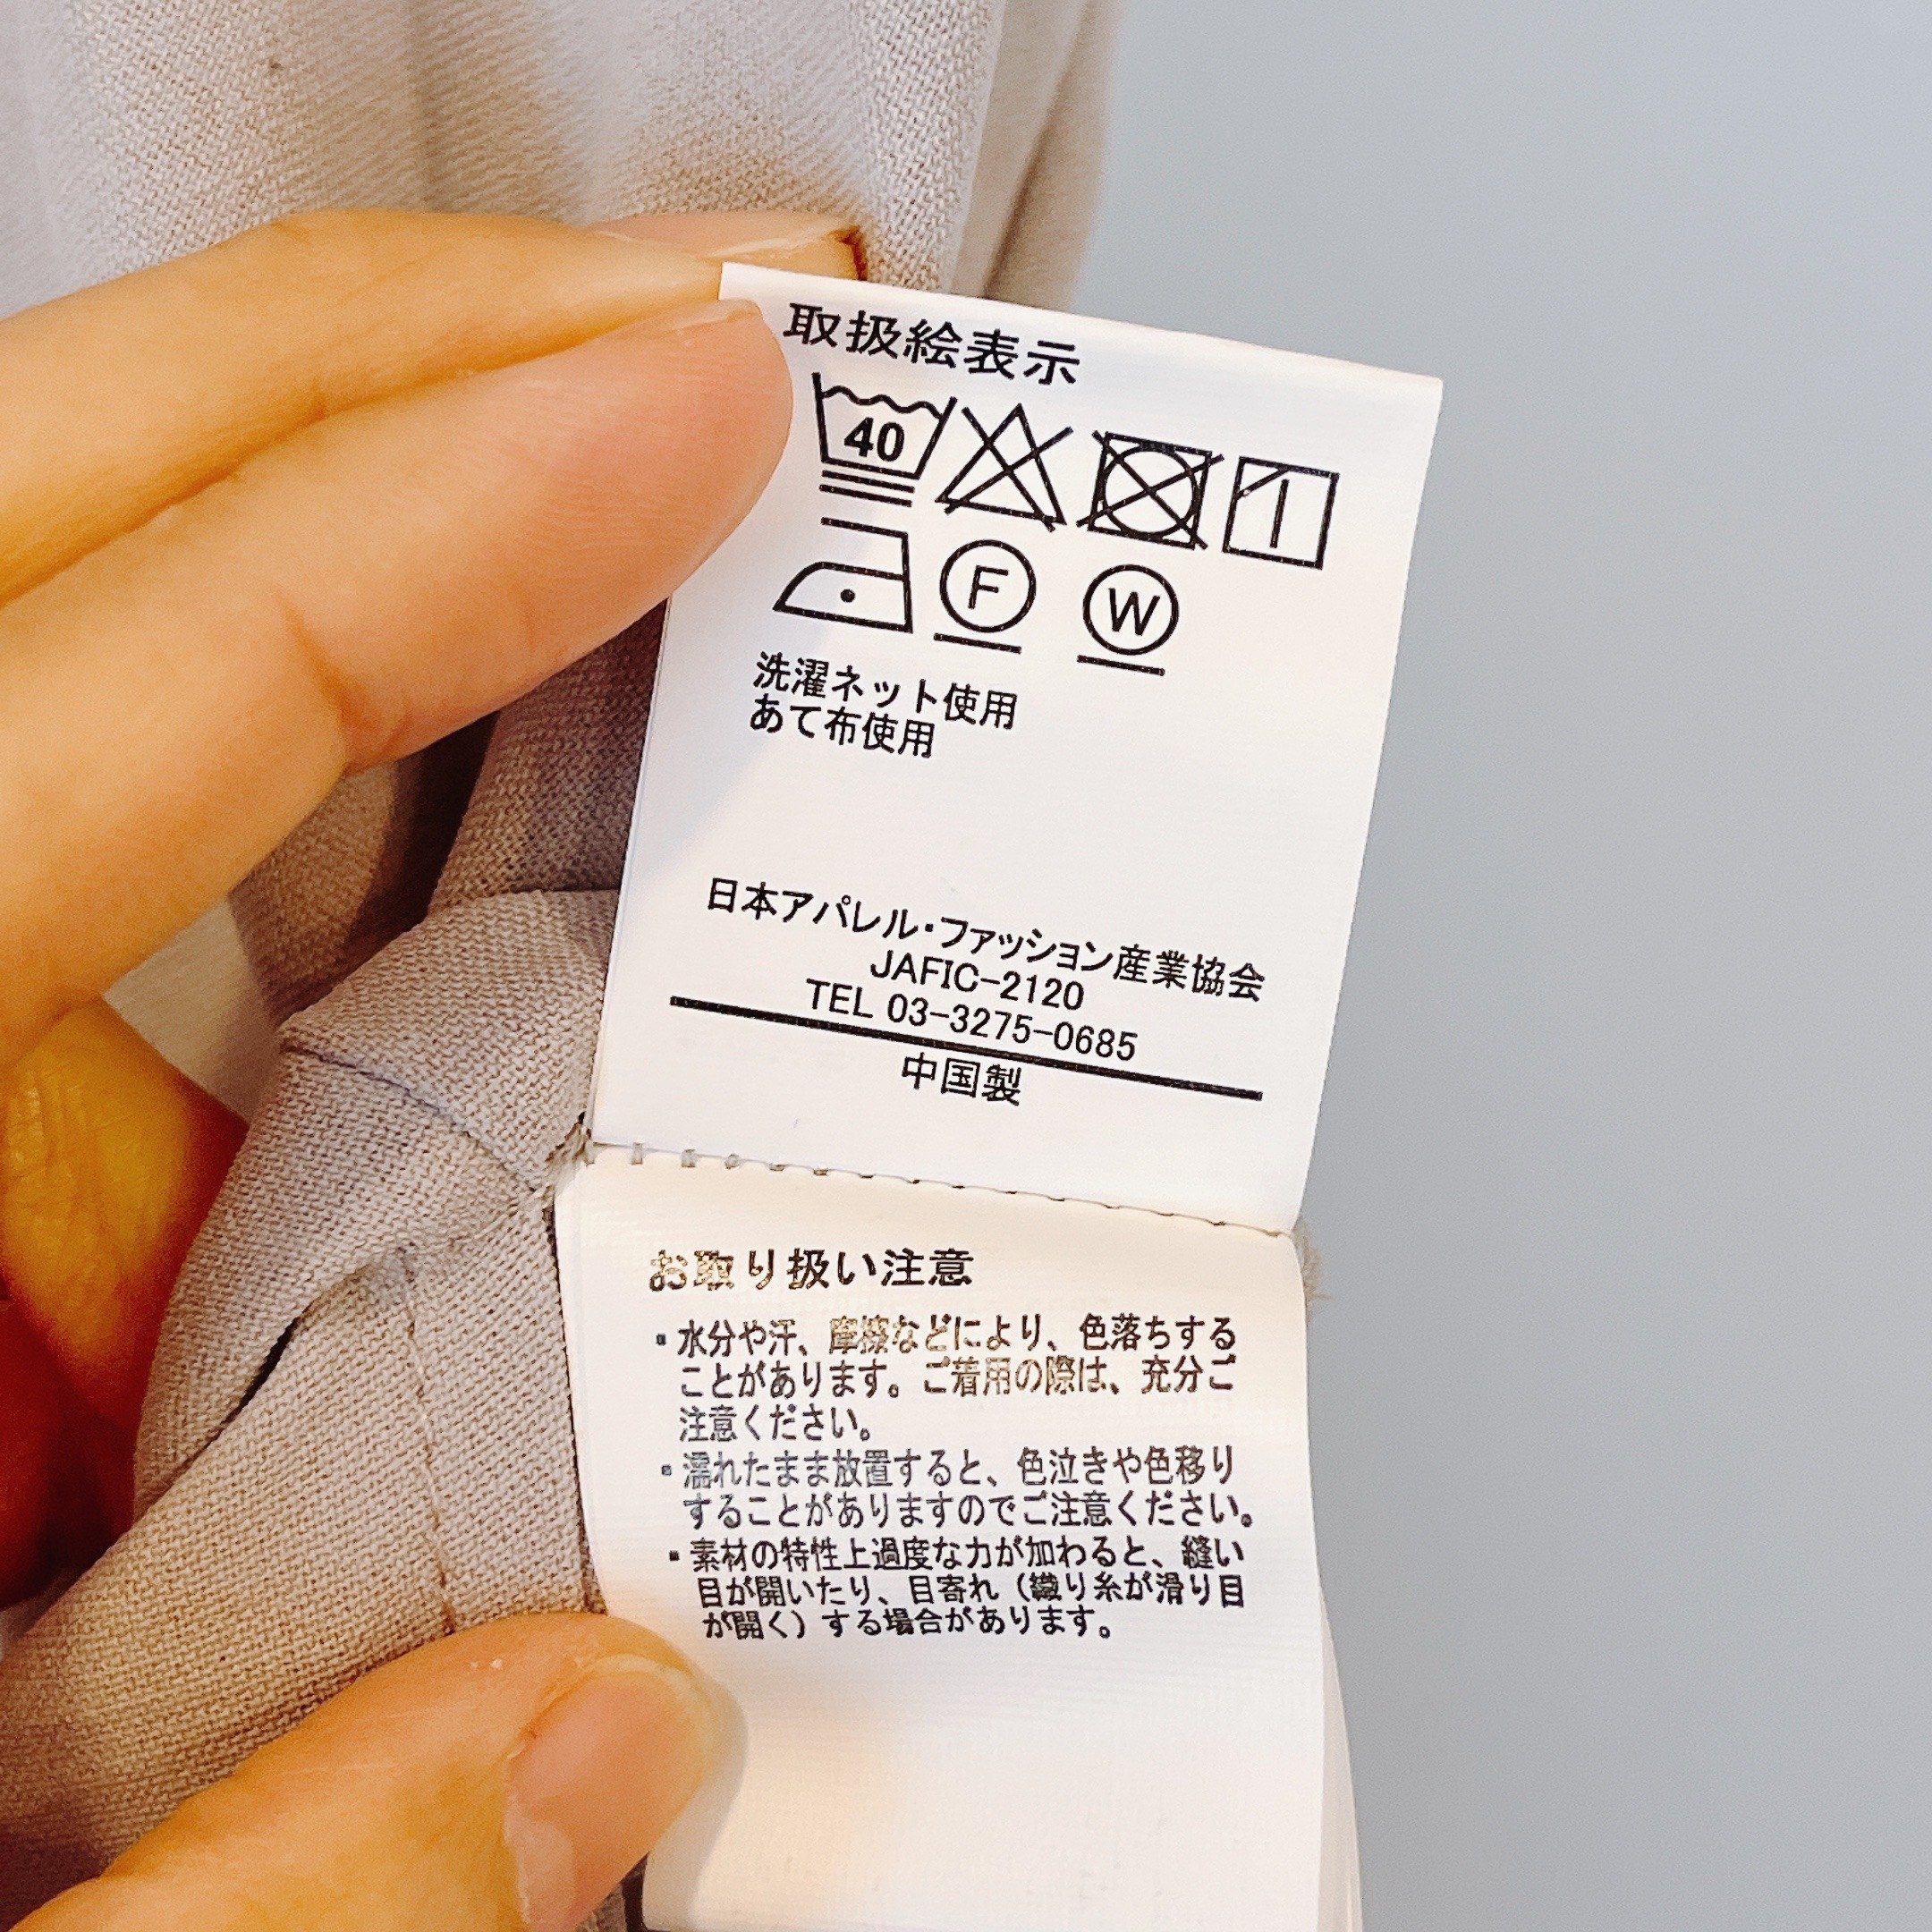 取扱絵表示
40
F W
洗濯ネット使用
あて布使用
日本アパレル・ファッション産業協会
JAFIC-2120
TEL 03-3275-0685
中国製
お取り扱い注意
・水分や汗、摩擦などにより、色落ちする
ことがあります。ご着用の際は、充分ご
注意ください。
・濡れたまま放置すると、色泣きや色移り
することがありますのでご注意ください。
・素材の特性上過度な力が加わると、縫い
目が開いたり、目寄れ（織り糸が滑り目
が開く）する場合があります。